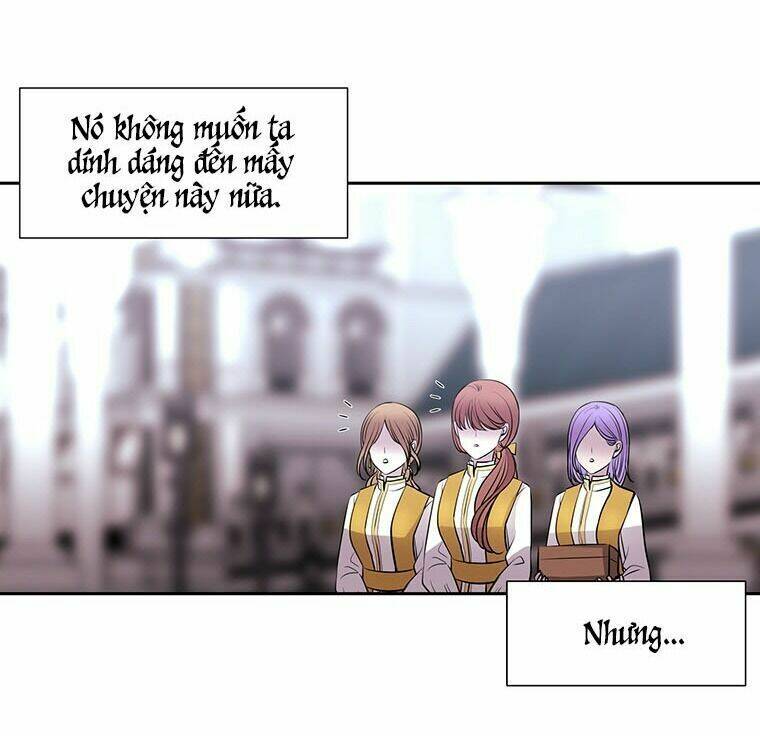 Nó không muốn ta
dính dáng đến mấy
chuyện này nữa.
Nhưng...